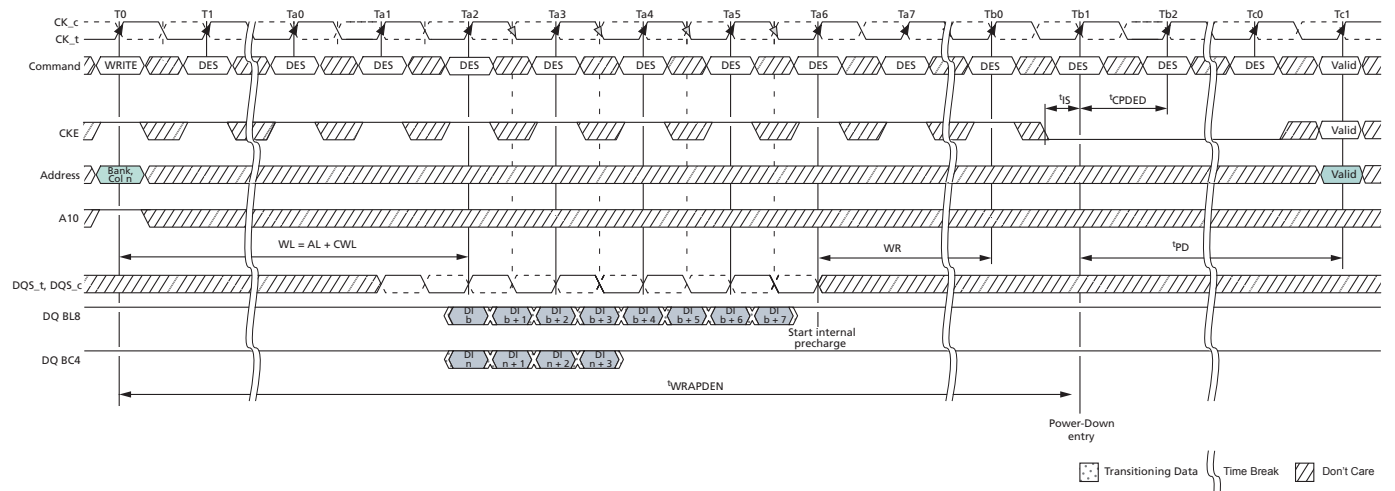 T0 T1 Ta0 Ta1 Ta2 Ta3 Ta4 Ta5 Ta6 Ta7 Tb0 Tb1 Tb2 Tc0 Tc1
CK_c
CK_t
Command WRITE DES DES DES DES DES DES DES DES DES DES DES DES DES Valid
tIS tCPDED
CKE Valid
Address Bank, Col n Valid
A10
WL = AL + CWL WR tPD
DQS_t, DQS_c
DQ BL8 DI b DI b + 1 DI b + 2 DI b + 3 DI b + 4 DI b + 5 DI b + 6 DI b + 7
Start internal
precharge
DQ BC4 DI n DI n + 1 DI n + 2 DI n + 3
tWRAPDEN
Power-Down
entry
Transitioning Data Time Break Don't Care